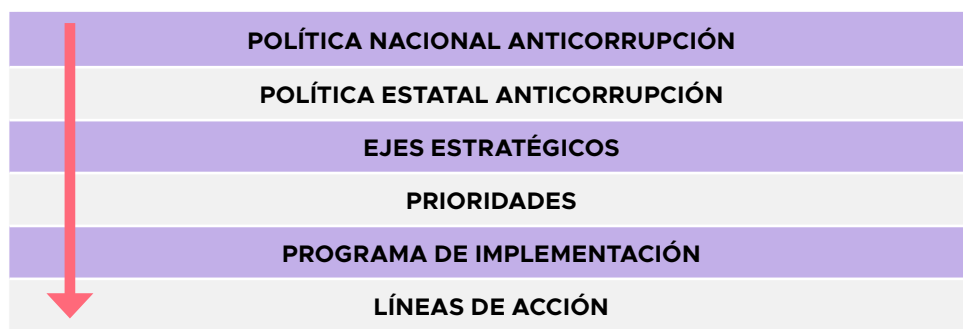 POLÍTICA NACIONAL ANTICORRUPCIÓN
POLÍTICA ESTATAL ANTICORRUPCIÓN
EJES ESTRATÉGICOS
PRIORIDADES
PROGRAMA DE IMPLEMENTACIÓN
LÍNEAS DE ACCIÓN